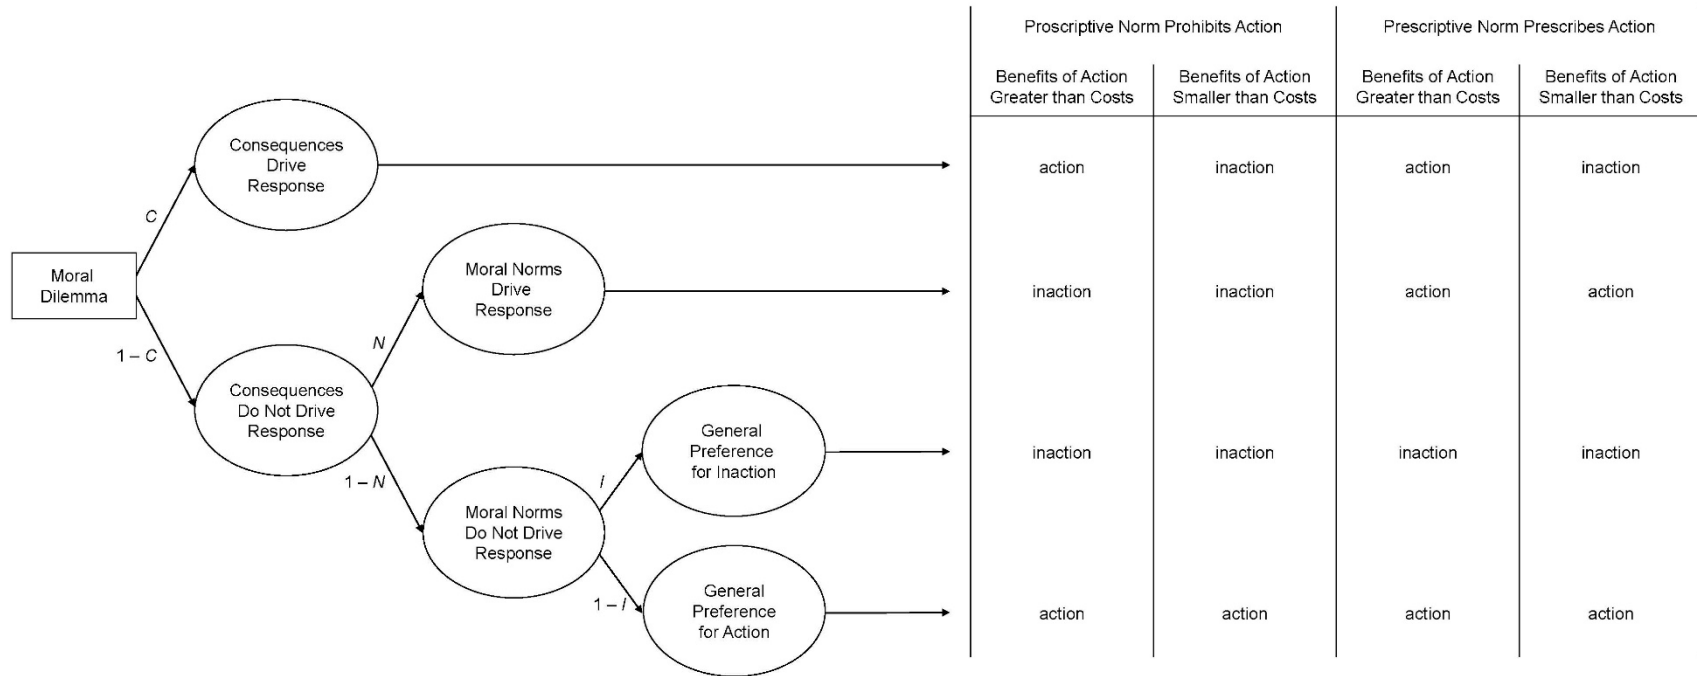 Proscriptive Norm Prohibits Action
Prescriptive Norm Prescribes Action
Benefits of Action
Greater than Costs
Benefits of Action
Smaller than Costs
Benefits of Action
Greater than Costs
Benefits of Action
Smaller than Costs
Consequences
Drive
Response
action
inaction
action
inaction
C
Moral
Dilemma
1 – C
Moral Norms
Drive
Response
inaction
inaction
action
action
N
Consequences
Do Not Drive
Response
1 – N
General
Preference
for Inaction
inaction
inaction
inaction
inaction
I
Moral Norms
Do Not Drive
Response
1 – I
General
Preference
for Action
action
action
action
action